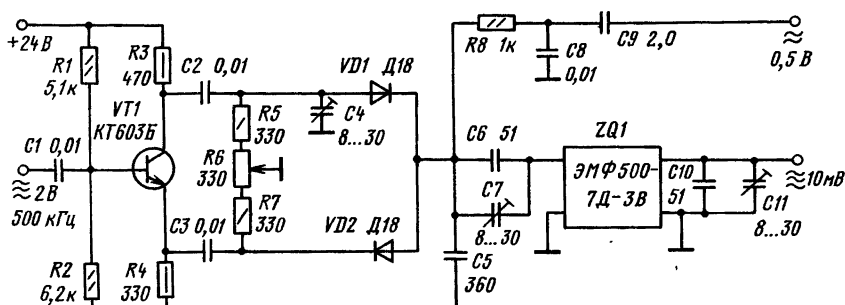 +24В
R1
5,1к
R3
470
C2 0,01
VD1 Д18
R8 1к
C8
0,01
C9 2,0
≈
0,5 В
VT1
КТ603Б
R5
330
C4
8...30
C1 0,01
R6
330
C6 51
ZQ1
ЭМФ500-
7Д-3В
C10
51
≈10мВ
≈2В
500 кГц
C7
8...30
C11
8...30
C3 0,01
R7
330
VD2 Д18
C5
360
R2
6,2к
R4
330